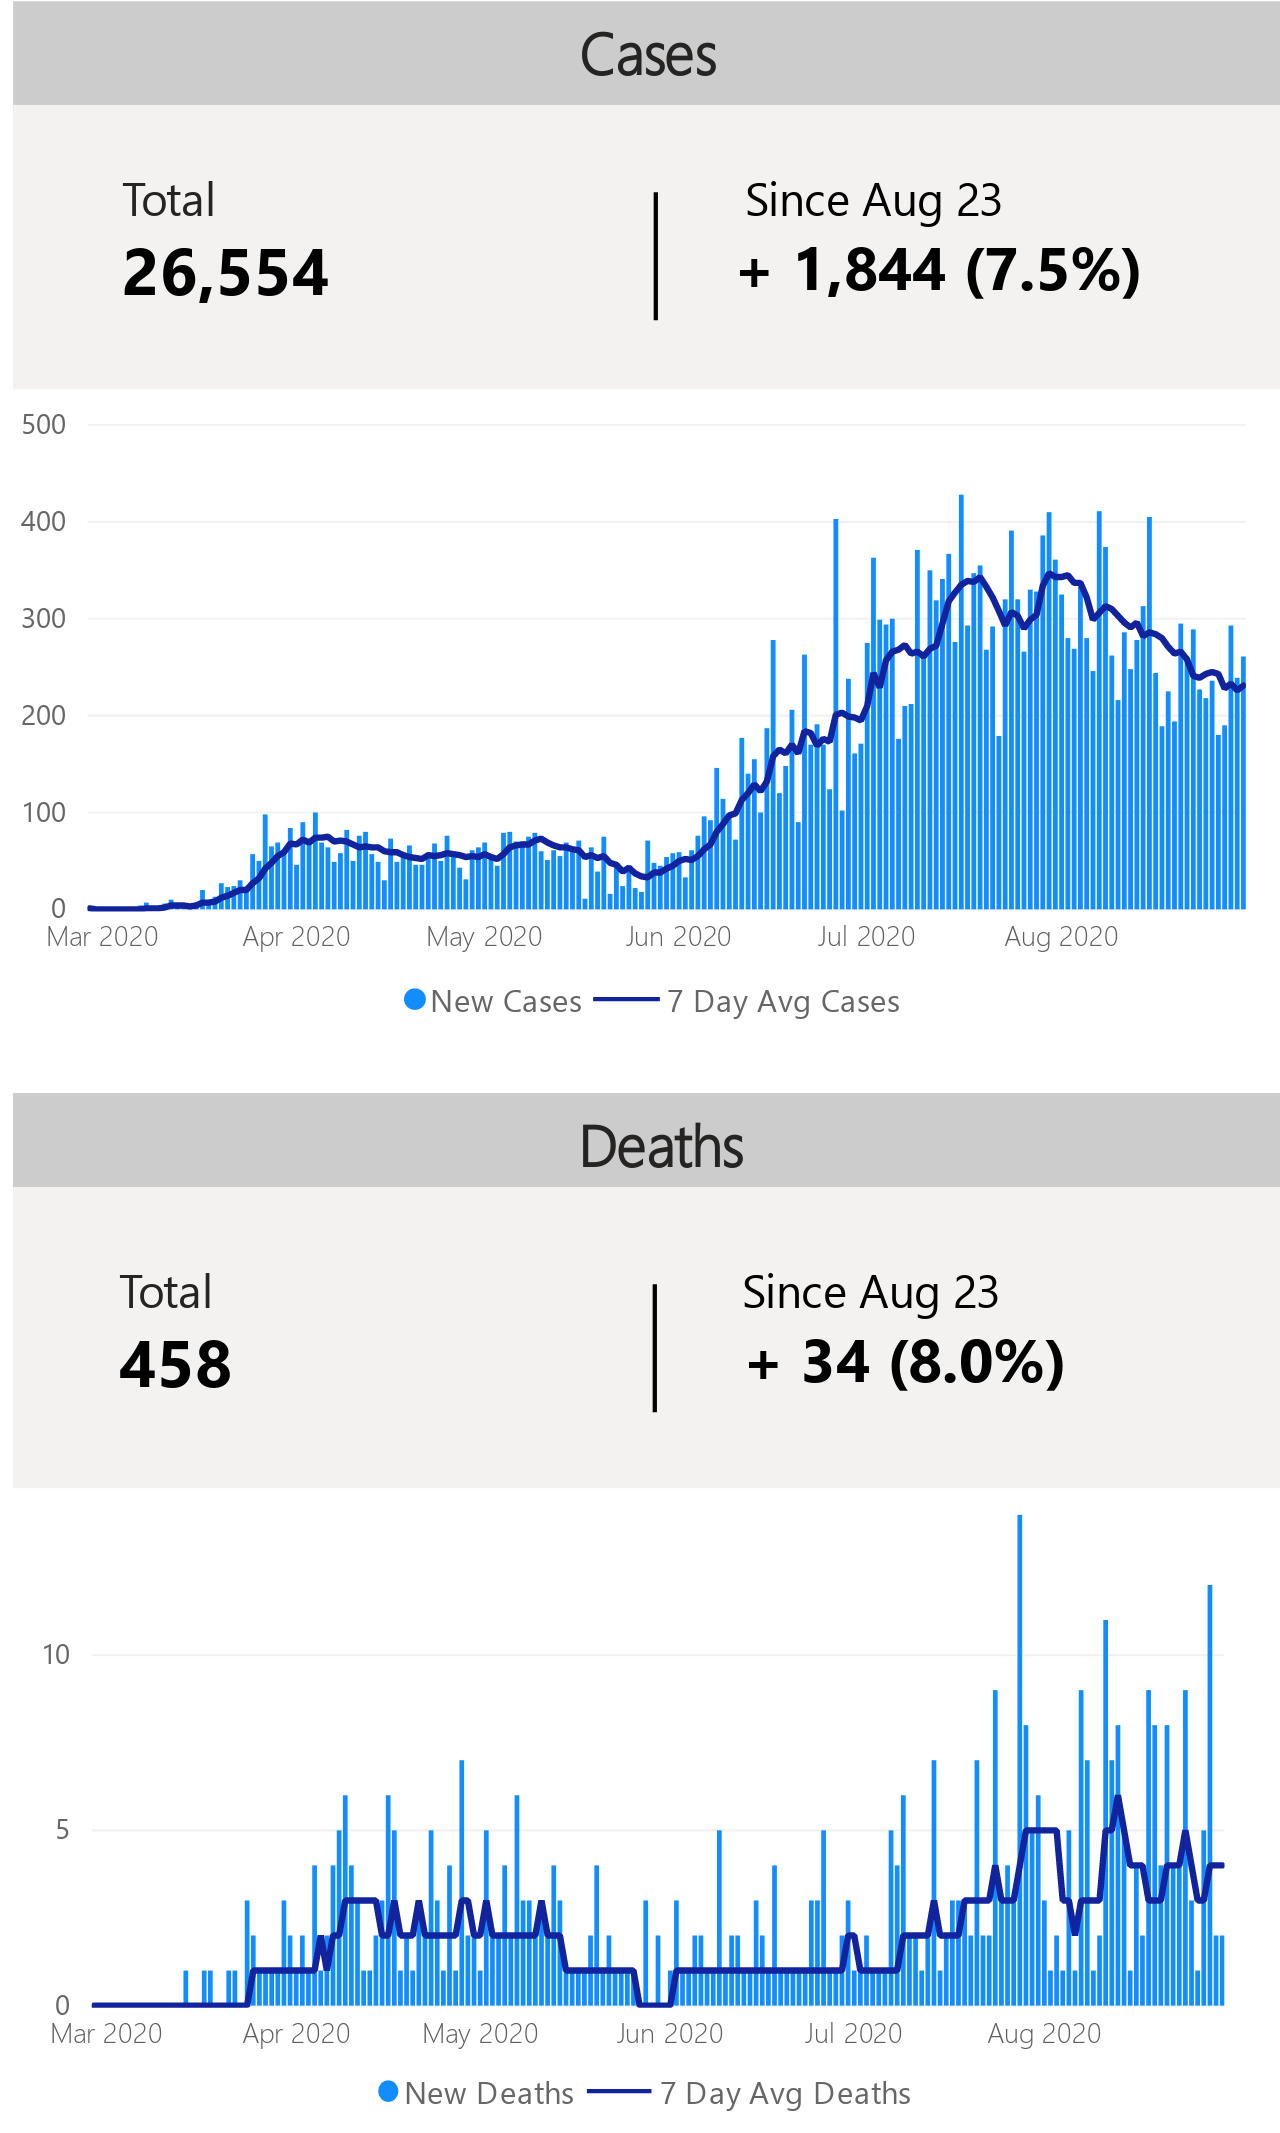 Cases
Total
Since Aug 23
26,554
+ 1,844 (7.5%)
500
400
300
200
100
0
Mar 2020 Apr 2020 May 2020 Jun 2020 Jul 2020 Aug 2020
New Cases 7 Day Avg Cases
Deaths
Total
Since Aug 23
458
+ 34 (8.0%)
10
5
0
Mar 2020 Apr 2020 May 2020 Jun 2020 Jul 2020 Aug 2020
New Deaths 7 Day Avg Deaths